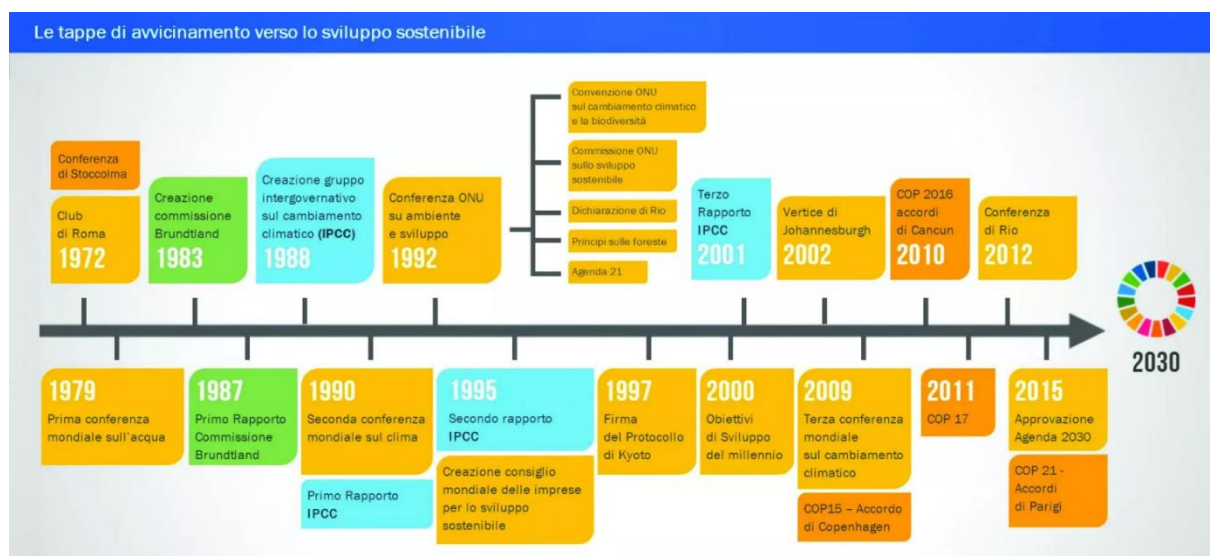 Le tappe di avvicinamento verso lo sviluppo sostenibile
Conferenza
di Stoccolma
Club
di Roma
1972
Creazione
commissione
Brundtland
1983
Creazione gruppo
intergovernativo
sul cambiamento
climatico (IPCC)
1988
Conferenza ONU
su ambiente
e sviluppo
1992
Convenzione ONU
sul cambiamento climatico
e la biodiversità
Commissione ONU
sullo sviluppo
sostenibile
Dichiarazione di Rio
Principi sulle foreste
Agenda 21
Terzo
Rapporto
IPCC
2001
Vertice di
Johannesburgh
2002
COP 2016
accordi
di Cancun
2010
Conferenza
di Rio
2012
2030
1979
Prima conferenza
mondiale sull'acqua
1987
Primo Rapporto
Commissione
Brundtland
1990
Seconda conferenza
mondiale sul clima
Primo Rapporto
IPCC
1995
Secondo rapporto
IPCC
Creazione consiglio
mondiale delle imprese
per lo sviluppo
sostenibile
1997
Firma
del Protocollo
di Kyoto
2000
Obiettivi
di Sviluppo
del millennio
2009
Terza conferenza
mondiale
sul cambiamento
climatico
COP15 – Accordo
di Copenhagen
2011
COP 17
2015
Approvazione
Agenda 2030
COP 21 -
Accordi
di Parigi